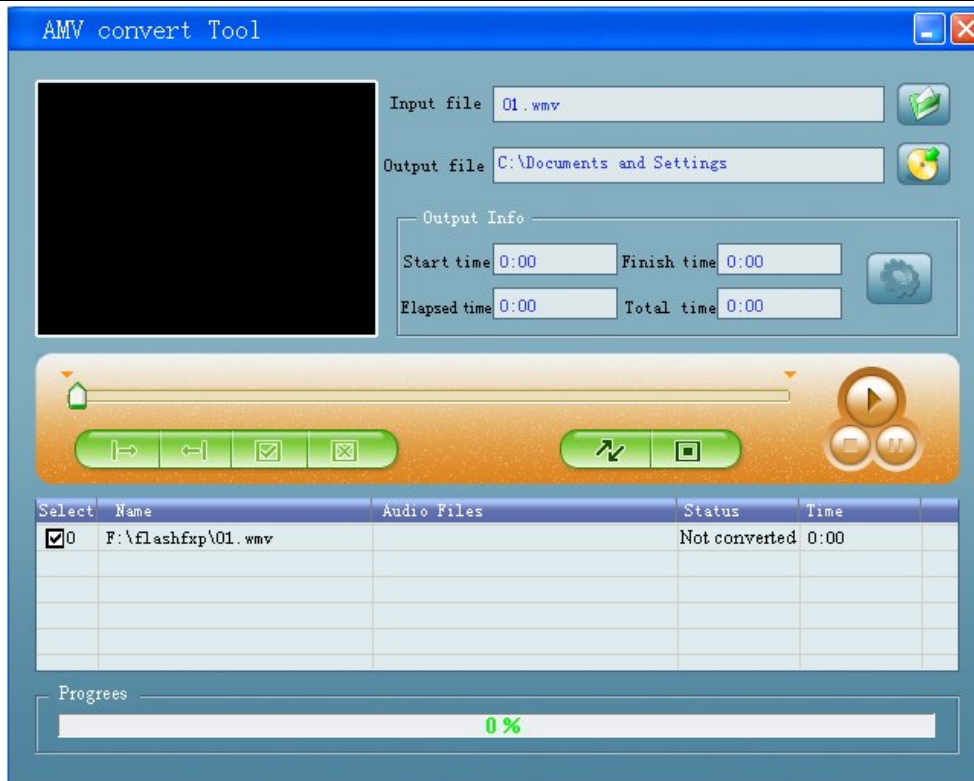 AMV convert Tool
Input file 01.wmv
Output file C:\Documents and Settings
Output Info
Start time 0:00 Finish time 0:00
Elapsed time 0:00 Total time 0:00
Select Name Audio Files Status Time
0 F:\flashfxp\01.wmv Not converted 0:00
Progrees
0 %